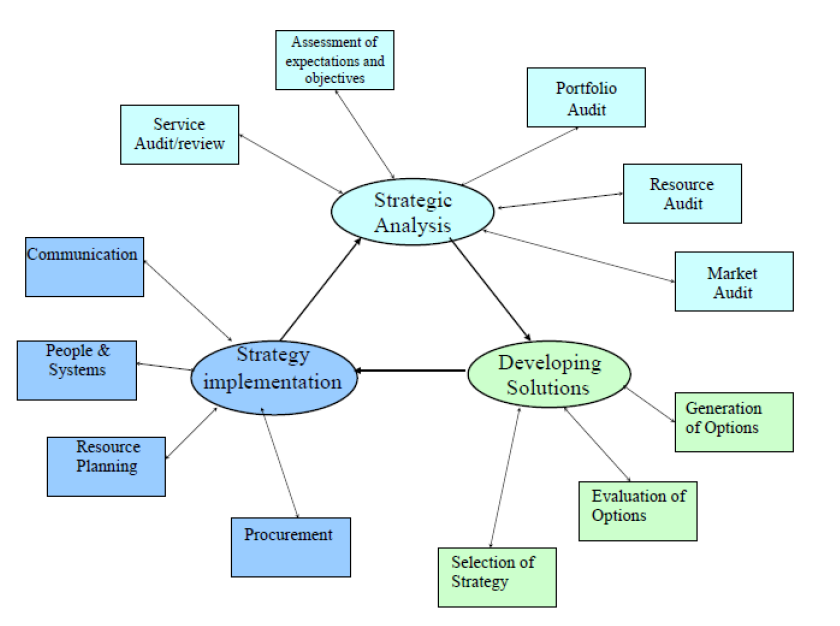 Assessment of
expectations and
objectives
Portfolio
Audit
Service
Audit/review
Resource
Audit
Strategic
Analysis
Communication
Market
Audit
People &
Systems
Strategy
implementation
Developing
Solutions
Generation
of Options
Resource
Planning
Evaluation of
Options
Procurement
Selection of
Strategy